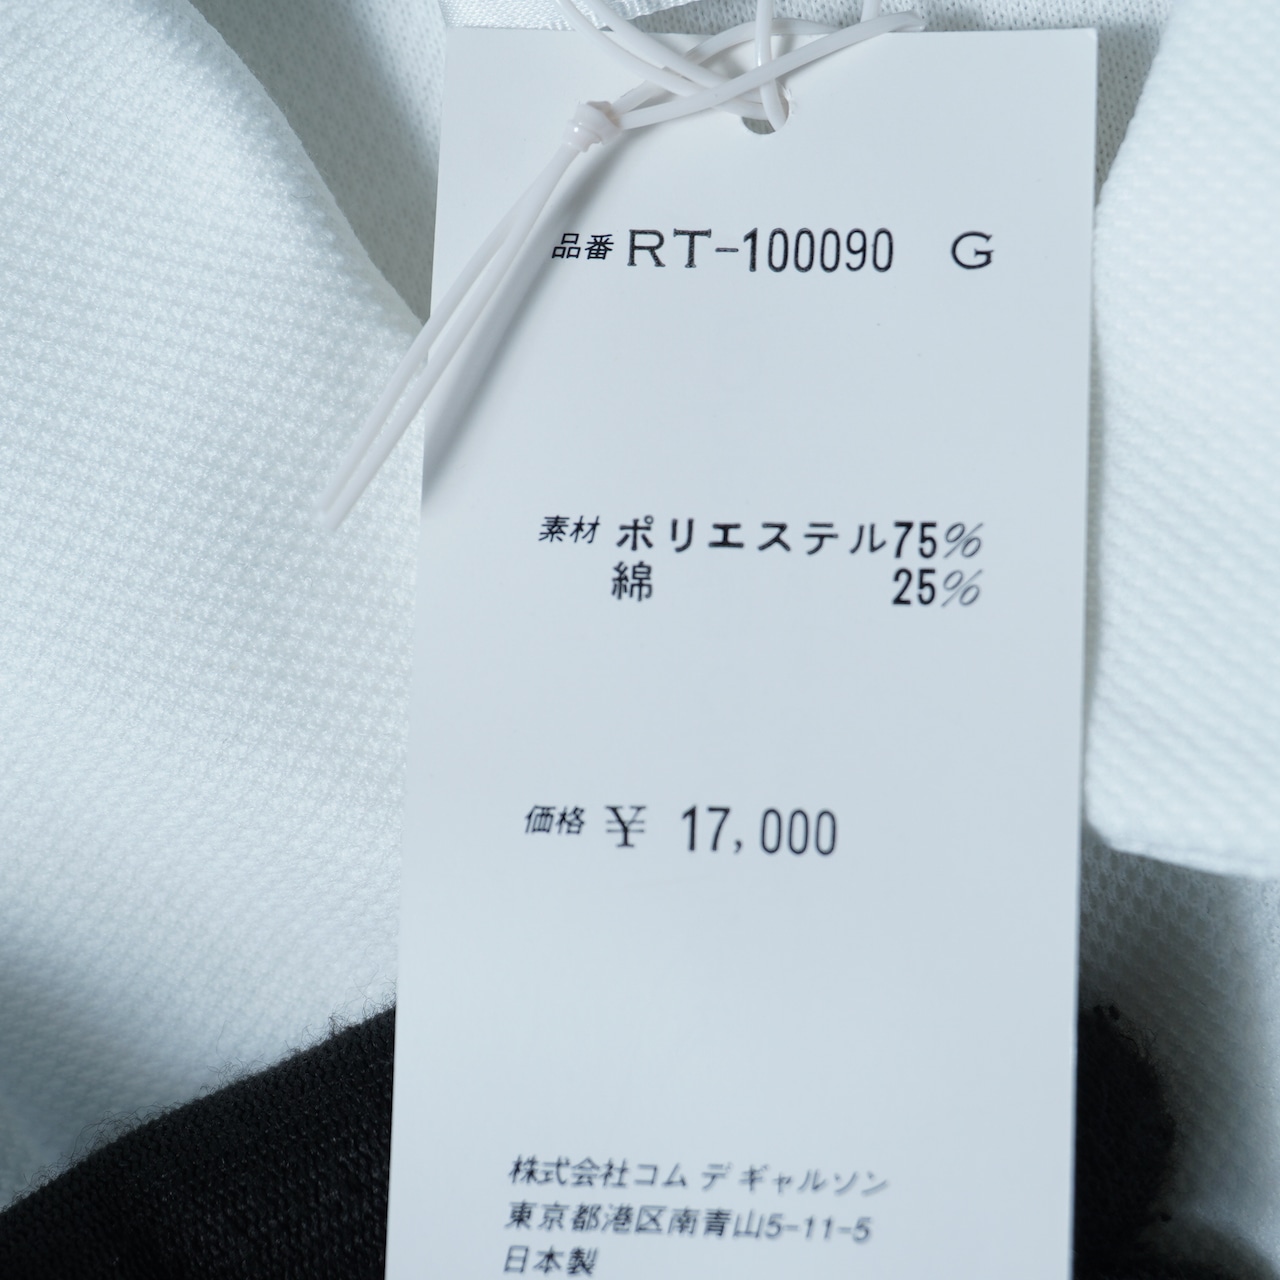 品番 RT-100090 G
素材 ポリエステル75%
綿 25%
価格 ¥ 17,000
株式会社コム デ ギャルソン
東京都港区南青山5-11-5
日本製